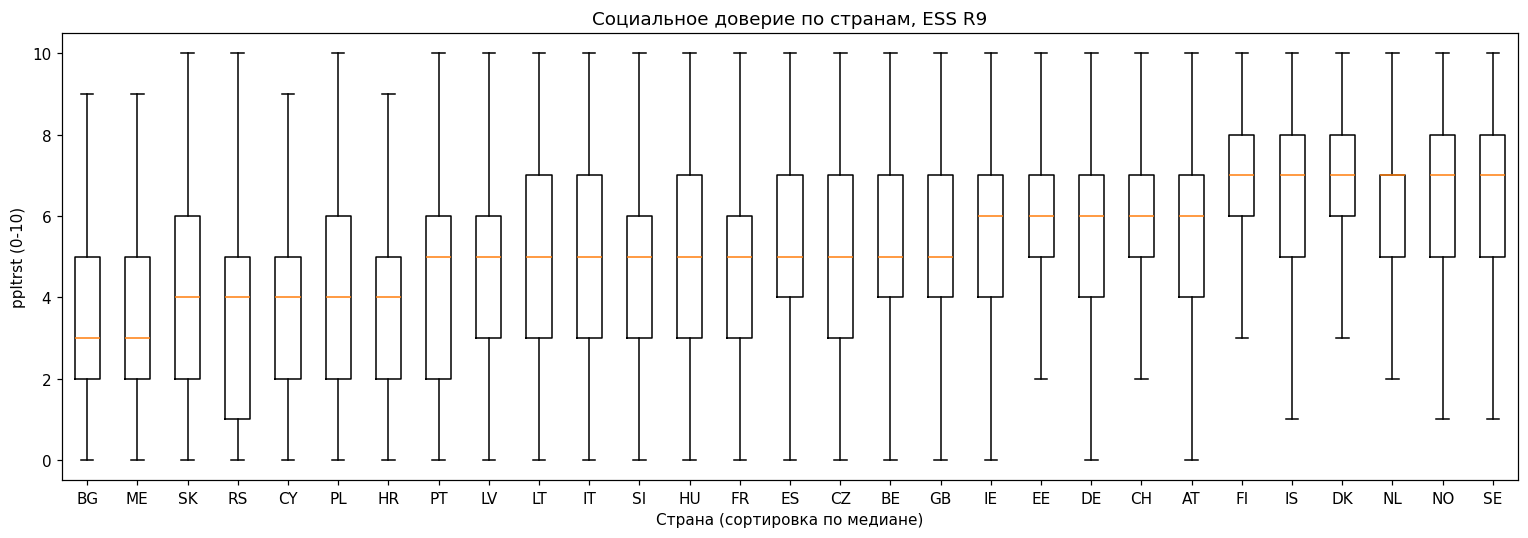 Социальное доверие по странам, ESS R9
ppltrst (0-10)
10
8
6
4
2
0
BG ME SK RS CY PL HR PT LV LT IT SI HU FR ES CZ BE GB IE EE DE CH AT FI IS DK NL NO SE
Страна (сортировка по медиане)